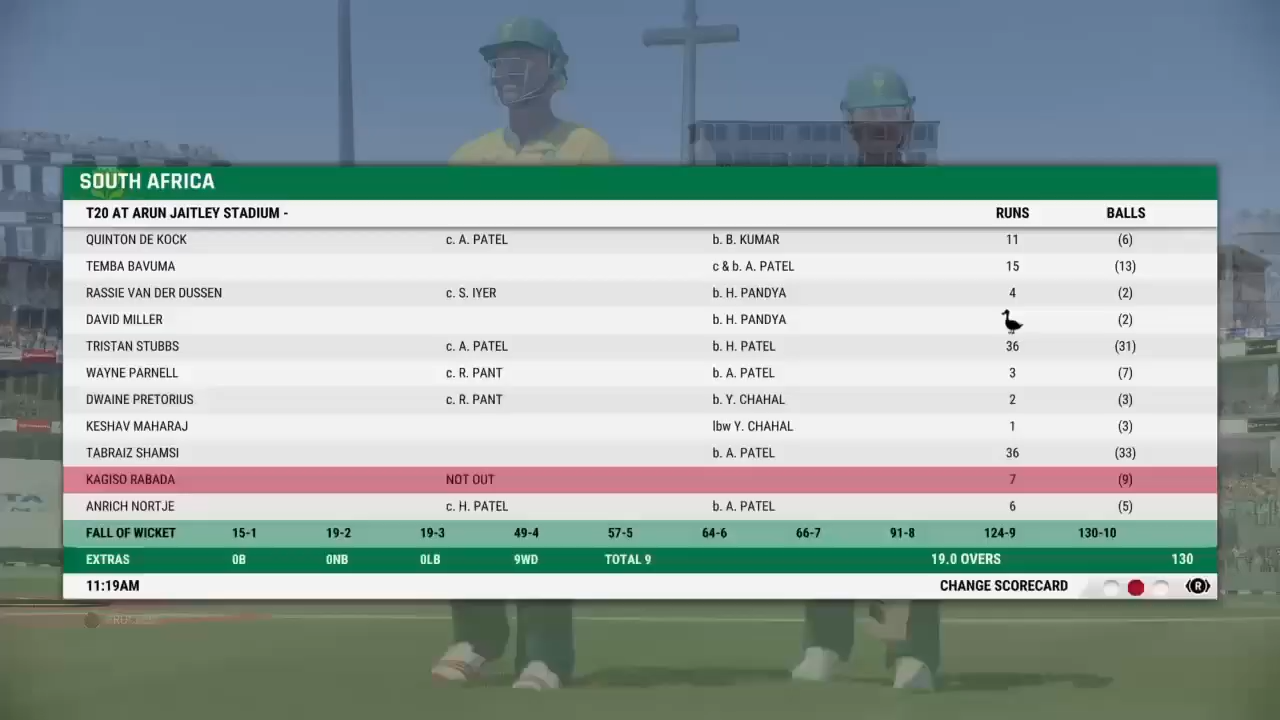 SOUTH AFRICA
T20 AT ARUN JAITLEY STADIUM - RUNS BALLS
QUINTON DE KOCK c. A. PATEL b. B. KUMAR 11 (6)
TEMBA BAVUMA c & b. A. PATEL 15 (13)
RASSIE VAN DER DUSSEN c. S. IYER b. H. PANDYA 4 (2)
DAVID MILLER b. H. PANDYA (2)
TRISTAN STUBBS c. A. PATEL b. H. PATEL 36 (31)
WAYNE PARNELL c. R. PANT b. A. PATEL 3 (7)
DWAINE PRETORIUS c. R. PANT b. Y. CHAHAL 2 (3)
KESHAV MAHARAJ lbw Y. CHAHAL 1 (3)
TABRAIZ SHAMSI b. A. PATEL 36 (33)
KAGISO RABADA NOT OUT 7 (9)
ANRICH NORTJE c. H. PATEL b. A. PATEL 6 (5)
FALL OF WICKET 15-1 19-2 19-3 49-4 57-5 64-6 66-7 91-8 124-9 130-10
EXTRAS 0B 0NB 0LB 9WD TOTAL 9 19.0 OVERS 130
11:19AM CHANGE SCORECARD R